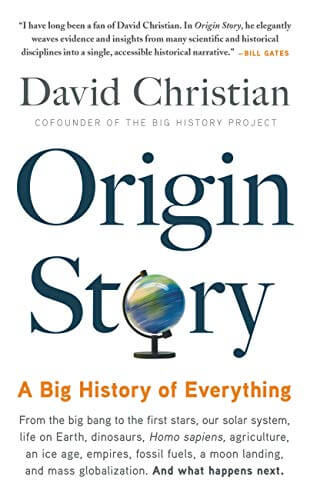 "I have long been a fan of David Christian. In Origin Story, he elegantly
weaves evidence and insights from many scientific and historical
disciplines into a single, accessible historical narrative." —BILL GATES
David Christian
COFOUNDER OF THE BIG HISTORY PROJECT
Origin
Story
A Big History of Everything
From the big bang to the first stars, our solar system,
life on Earth, dinosaurs, Homo sapiens, agriculture,
an ice age, empires, fossil fuels, a moon landing,
and mass globalization. And what happens next.